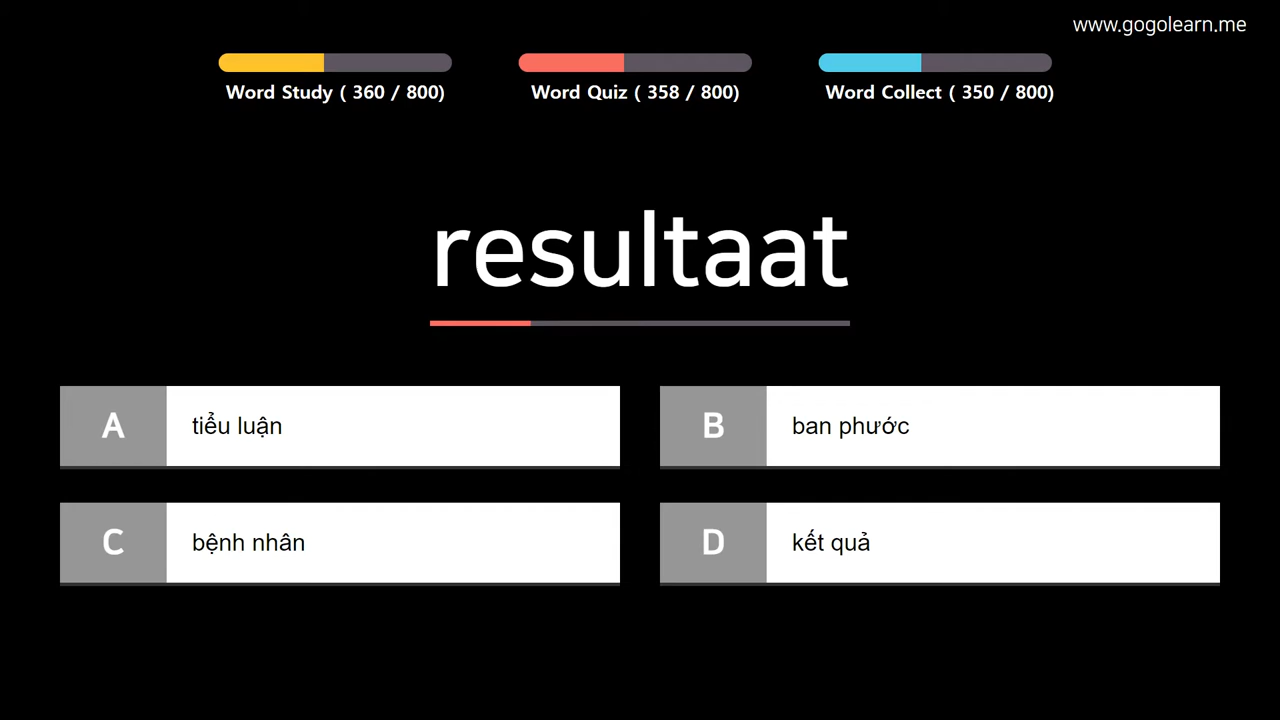 www.gogolearn.me
Word Study ( 360 / 800)
Word Quiz ( 358 / 800)
Word Collect ( 350 / 800)
resultaat
A tiểu luận
B ban phước
C bệnh nhân
D kết quả